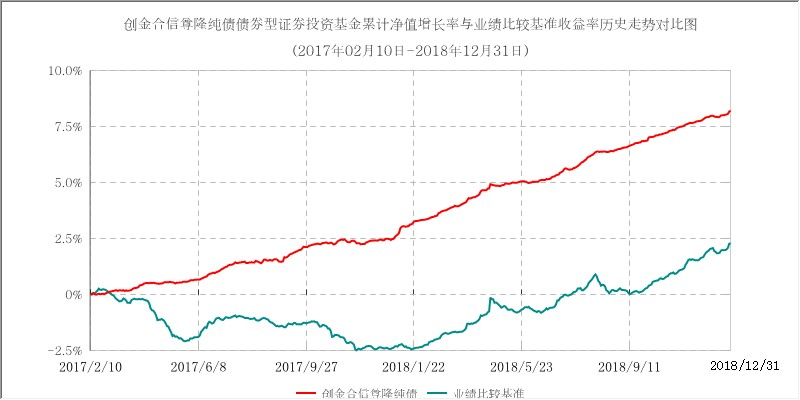 创金合信尊隆纯债债券型证券投资基金累计净值增长率与业绩比较基准收益率历史走势对比图
(2017年02月10日-2018年12月31日)
10.0%
7.5%
5.0%
2.5%
0%
-2.5%
2017/2/10 2017/6/8 2017/9/27 2018/1/22 2018/5/23 2018/9/11 2018/12/31
创金合信尊隆纯债 业绩比较基准